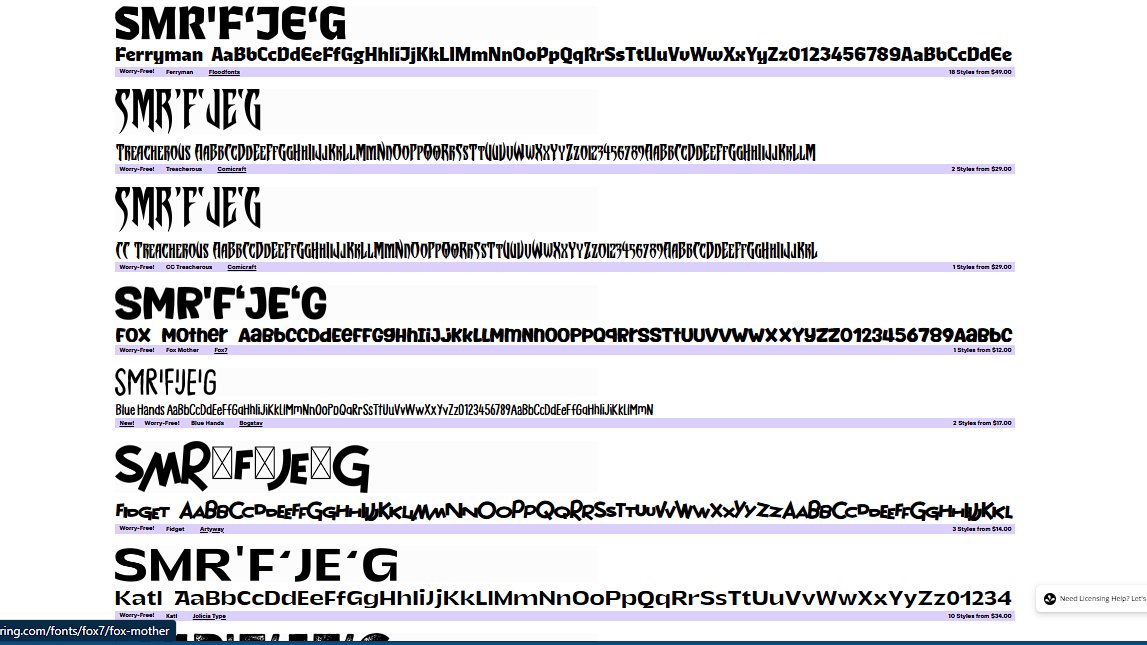 SMR'F‘JE‘G
Ferryman AaBbCcDdEeFfGgHhIiJjKkLlMmNnOoPpQqRrSsTtUuVvWwXxYyZz0123456789AaBbCcDdEe
Worry-Free! Ferryman Floodfonts 18 Styles from $49.00
SMR'F‘JE‘G
Treacherous AaBbCcDdEeFfGgHhIiJjKkLlMmNnOoPpQqRrSsTtUuVvWwXxYyZz0123456789AaBbCcDdEeFfGgHhIiJjKkLlM
Worry-Free! Treacherous Comicraft 2 Styles from $29.00
SMR'F‘JE‘G
CC Treacherous AaBbCcDdEeFfGgHhIiJjKkLlMmNnOoPpQqRrSsTtUuVvWwXxYyZz0123456789AaBbCcDdEeFfGgHhIiJjKkL
Worry-Free! CC Treacherous Comicraft 1 Styles from $29.00
SMR'F‘JE‘G
Fox Mother AaBbCcDdEeFfGgHhIiJjKkLlMmNnOoPpQqRrSsTtUuVvWwXxYyZz0123456789AaBbC
Worry-Free! Fox Mother Fox7 1 Styles from $12.00
SMR'F'JE'G
Blue Hands AaBbCcDdEeFfGgHhIiJjKkLlMmNnOoPpQqRrSsTtUuVvWwXxYyZz0123456789AaBbCcDdEeFfGgHhIiJjKkLlMmN
New! Worry-Free! Blue Hands Bogstav 2 Styles from $17.00
SMR F JE G
Fidget AaBbCcDdEeFfGgHhIiJjKkLlMmNnOoPpQqRrSsTtUuVvWwXxYyZzAaBbCcDdEeFfGgHhIiJjKkL
Worry-Free! Fidget Artyway 3 Styles from $14.00
SMR'F‘JE‘G
Katl AaBbCcDdEeFfGgHhIiJjKkLlMmNnOoPpQqRrSsTtUuVvWwXxYyZz01234
Worry-Free! Katl Jolicia Type 10 Styles from $34.00
Need Licensing Help? Let's
ring.com/fonts/fox7/fox-mother